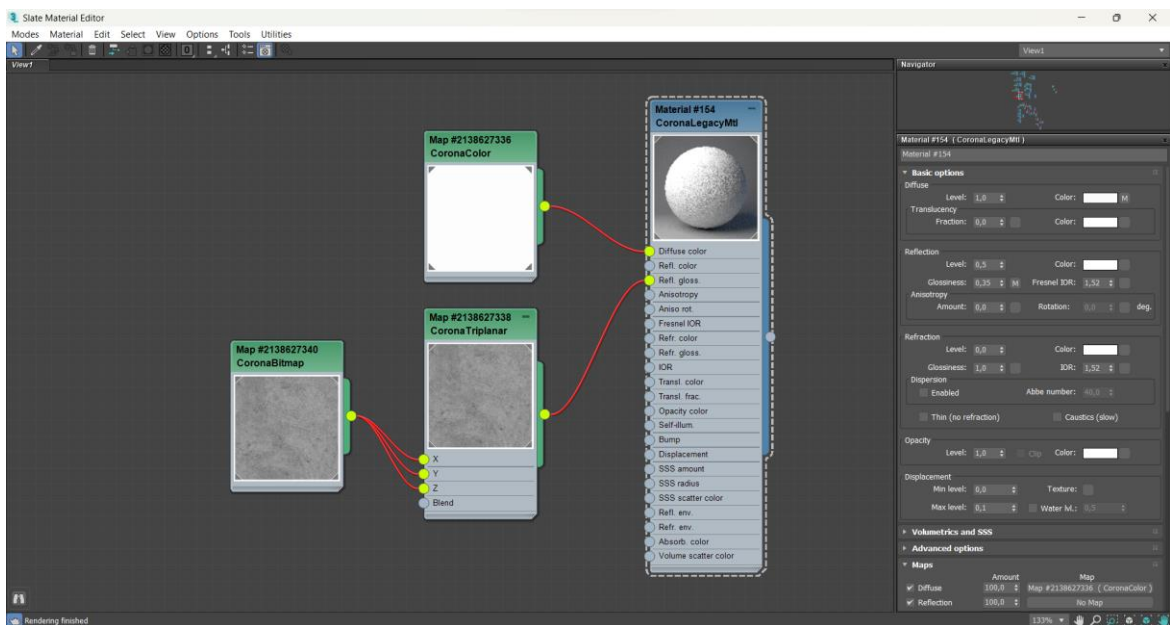 Slate Material Editor
Modes Material Edit Select View Options Tools Utilities
View1
View1
Navigator
Map #2138627336
CoronaColor
Map #2138627338
CoronaTriplanar
X
Y
Z
Blend
Map #2138627340
CoronaBitmap
Material #154
CoronaLegacyMtl
Diffuse color
Refl. color
Refl. gloss.
Anisotropy
Aniso rot.
Fresnel IOR
Refr. color
Refr. gloss.
IOR
Transl. color
Transl. frac.
Opacity color
Self-illum.
Bump
Displacement
SSS amount
SSS radius
SSS scatter color
Refl. env.
Refr. env.
Absorb. color
Volume scatter color
Material #154 ( CoronaLegacyMtl )
Material #154
Basic options
Diffuse
Level: 1,0 Color: M
Translucency
Fraction: 0,0 Color:
Reflection
Level: 0,5 Color:
Glossiness: 0,35 M Fresnel IOR: 1,52
Anisotropy
Amount: 0,0 Rotation: 0,0 deg.
Refraction
Level: 0,0 Color:
Glossiness: 1,0 IOR: 1,52
Dispersion
Enabled Abbe number: 40,0
Thin (no refraction) Caustics (slow)
Opacity
Level: 1,0 Clip Color:
Displacement
Min level: 0,0 Texture:
Max level: 0,1 Water lvl.: 0,5
Volumetrics and SSS
Advanced options
Maps
Amount Map
Diffuse 100,0 Map #2138627336 ( CoronaColor )
Reflection 100,0 No Map
Rendering finished
133%